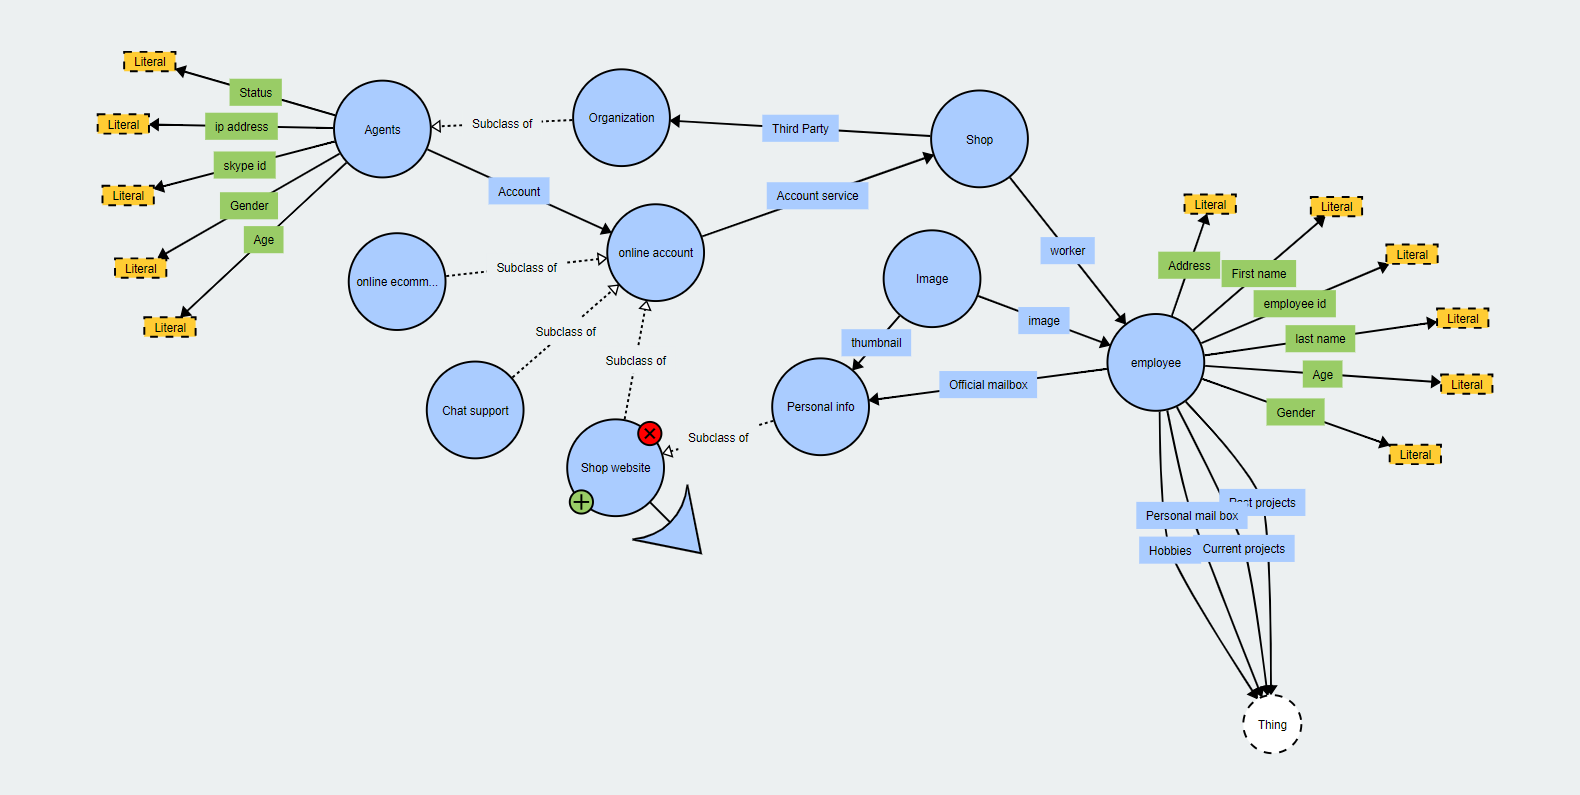 Literal
Status
Literal
ip address
Agents
Subclass of
Organization
Third Party
Shop
skype id
Literal
Account
Account service
Gender
Literal
Literal
Address
First name
Literal
Age
Literal
online account
worker
Literal
online ecomm...
Subclass of
Image
employee id
Literal
Literal
Subclass of
thumbnail
image
last name
Subclass of
employee
Age
Literal
Official mailbox
Chat support
Personal info
Gender
Subclass of
Literal
Shop website
projects
Personal mail box
Hobbies
Current projects
Thing